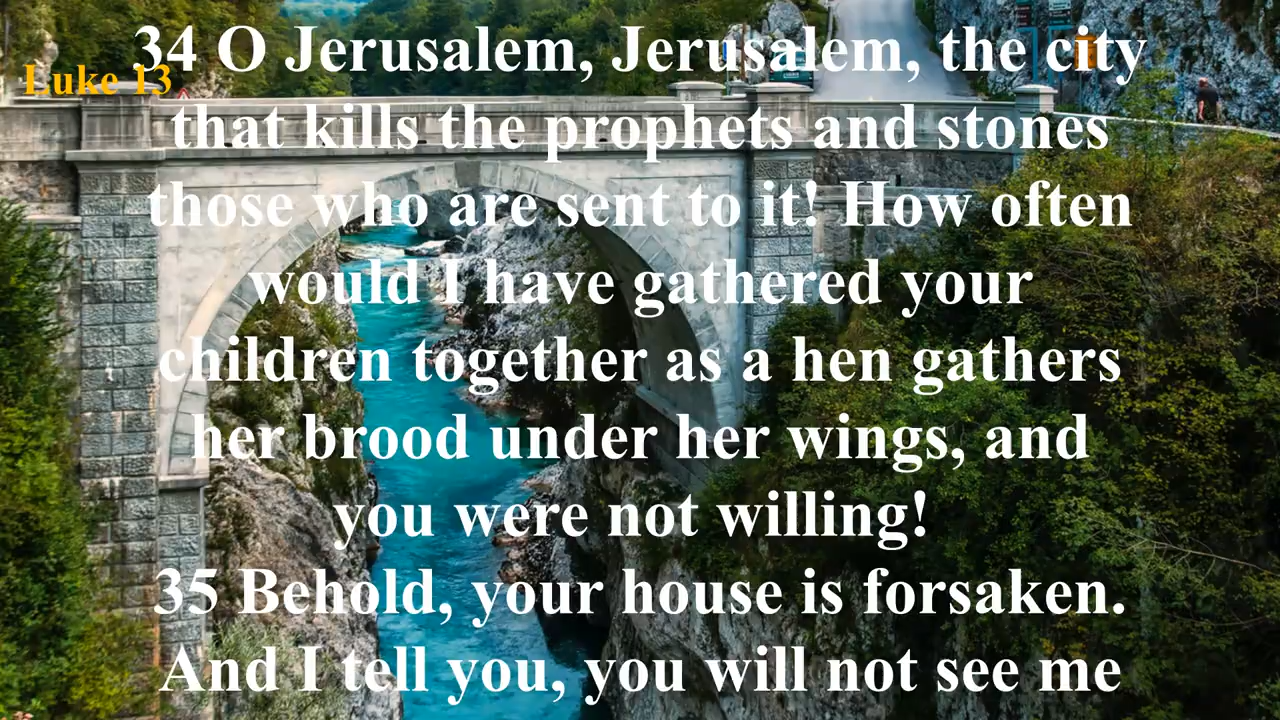 34 O Jerusalem, Jerusalem, the city
Luke 13
that kills the prophets and stones
those who are sent to it! How often
would I have gathered your
children together as a hen gathers
her brood under her wings, and
you were not willing!
35 Behold, your house is forsaken.
And I tell you, you will not see me